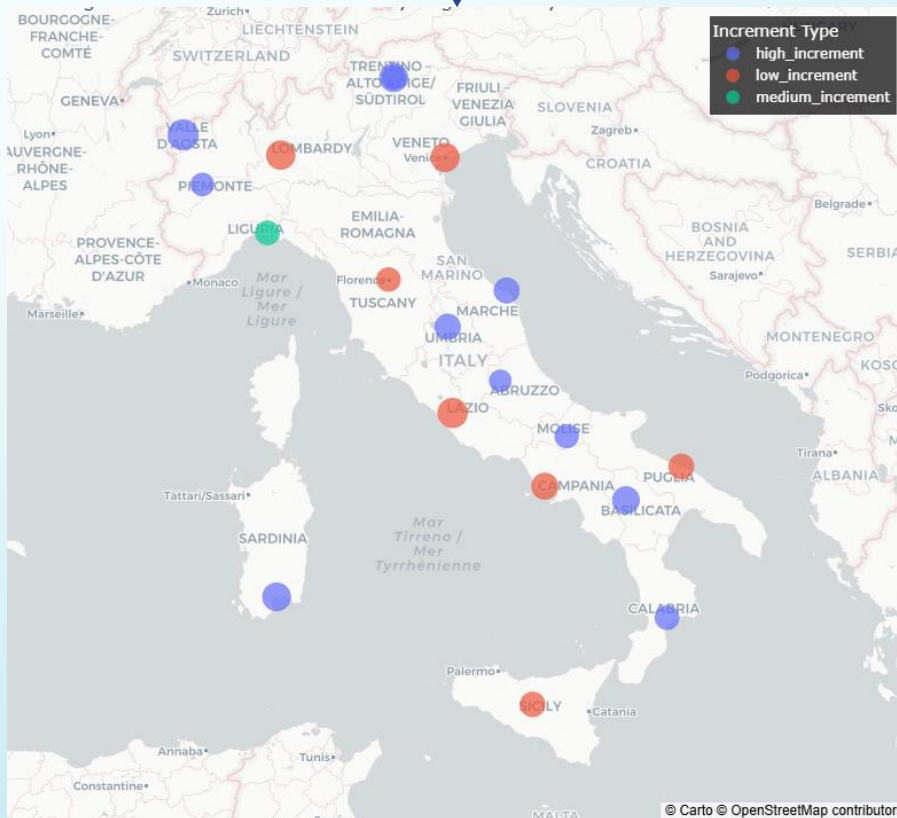 Zurich
BOURGOGNE-
FRANCHE-
COMTÉ
LIECHTENSTEIN
SWITZERLAND
Increment Type
high_increment
low_increment
medium_increment
TRENTINO –
ALTO ADIGE/
SÜDTIROL
FRIULI –
VENEZIA
GIULIA
GENEVA
SLOVENIA
Lyon
AUVERGNE-
RHÔNE-
ALPES
VALLE
D'AOSTA
LOMBARDY
VENETO
Venice
Zagreb
CROATIA
PIEMONTE
Belgrade
EMILIA-
ROMAGNA
LIGURIA
BOSNIA
AND
HERZEGOVINA
Sarajevo
SERBIA
PROVENCE-
ALPES-CÔTE
D'AZUR
Monaco
Mar
Ligure /
Mer
Ligure
SAN
MARINO
Florence
TUSCANY
MARCHE
Marseille
UMBRIA
ITALY
MONTENEGRO
KOSO
Podgorica
ABRUZZO
LAZIO
Sko
MOLISE
Tirana
ALBANIA
PUGLIA
CAMPANIA
BASILICATA
Tàttari/Sassari
Mar
Tirreno /
Mer
Tyrrhénienne
SARDINIA
CALABRIA
Palermo
SICILY
Catania
Annaba
Tunis
Constantine
MALTA
© Carto © OpenStreetMap contributor